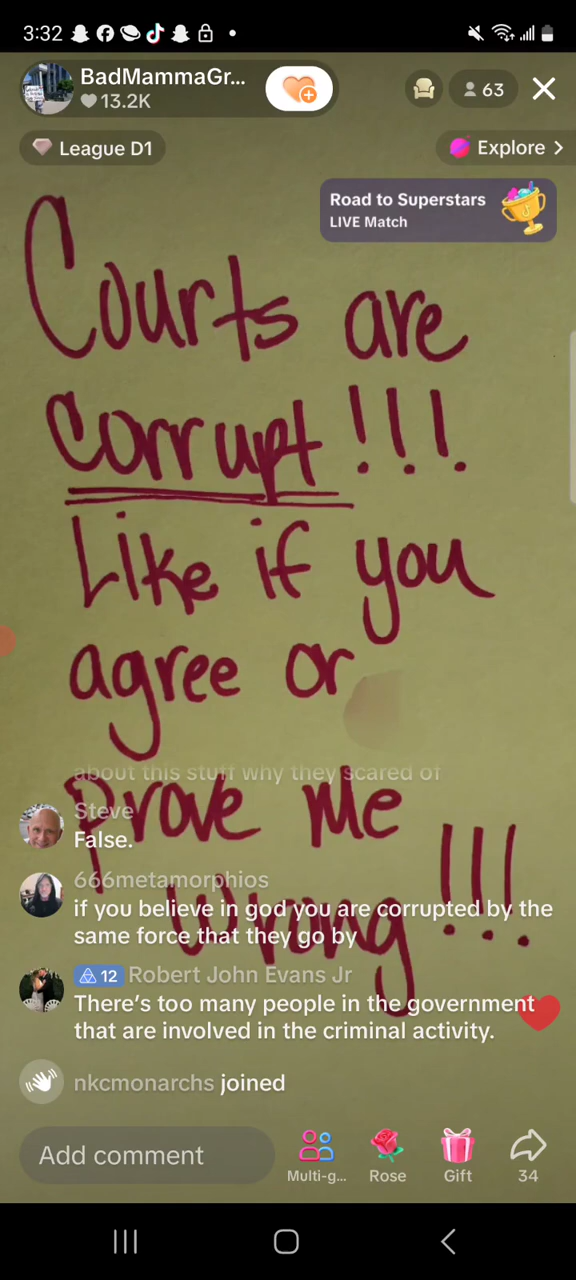 3:32
BadMammaGr...
13.2K
63
League D1
Explore >
Road to Superstars
LIVE Match
Courts are
Corrupt!!!
Like if you
agree or
prove me
wrong!!!
about this stuff why they scared of
Steve
False.
666metamorphios
if you believe in god you are corrupted by the
same force that they go by
12 Robert John Evans Jr
There's too many people in the government
that are involved in the criminal activity.
nkcmonarchs joined
Add comment
Multi-g...
Rose
Gift
34